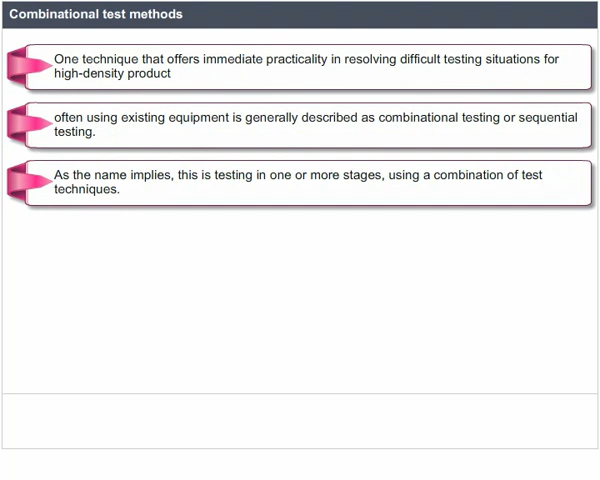 Combinational test methods
One technique that offers immediate practicality in resolving difficult testing situations for
high-density product
often using existing equipment is generally described as combinational testing or sequential
testing.
As the name implies, this is testing in one or more stages, using a combination of test
techniques.